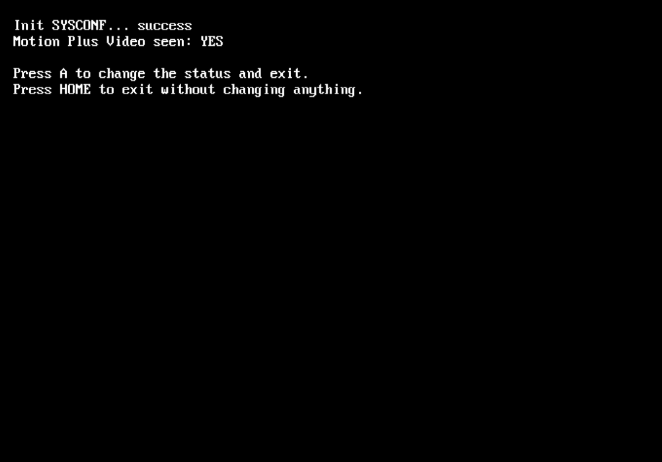 Init SYSCONF... success
Motion Plus Video seen: YES
Press A to change the status and exit.
Press HOME to exit without changing anything.